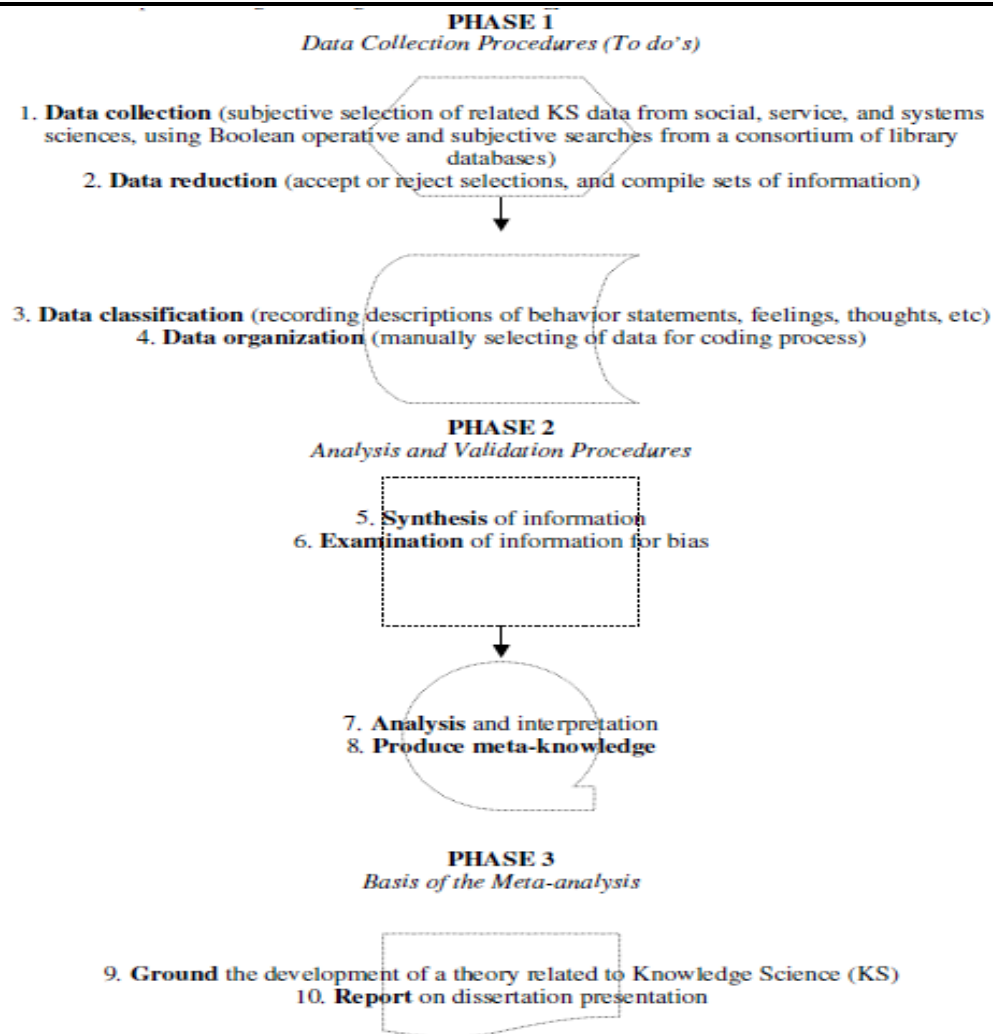 PHASE 1
Data Collection Procedures (To do's)
1. Data collection (subjective selection of related KS data from social, service, and systems
sciences, using Boolean operative and subjective searches from a consortium of library
databases)
2. Data reduction (accept or reject selections, and compile sets of information)
3. Data classification (recording descriptions of behavior statements, feelings, thoughts, etc)
4. Data organization (manually selecting of data for coding process)
PHASE 2
Analysis and Validation Procedures
5. Synthesis of information
6. Examination of information for bias
7. Analysis and interpretation
8. Produce meta-knowledge
PHASE 3
Basis of the Meta-analysis
9. Ground the development of a theory related to Knowledge Science (KS)
10. Report on dissertation presentation